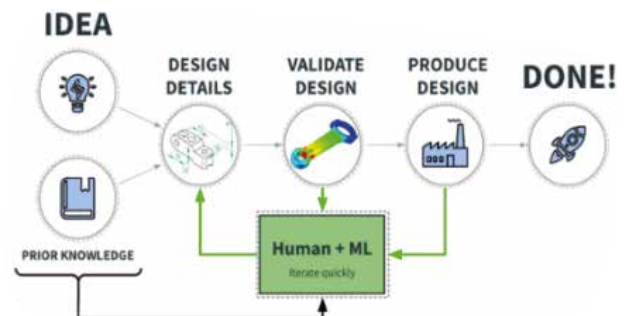 IDEA
DESIGN
DETAILS
VALIDATE
DESIGN
PRODUCE
DESIGN
DONE!
PRIOR KNOWLEDGE
Human + ML
Iterate quickly